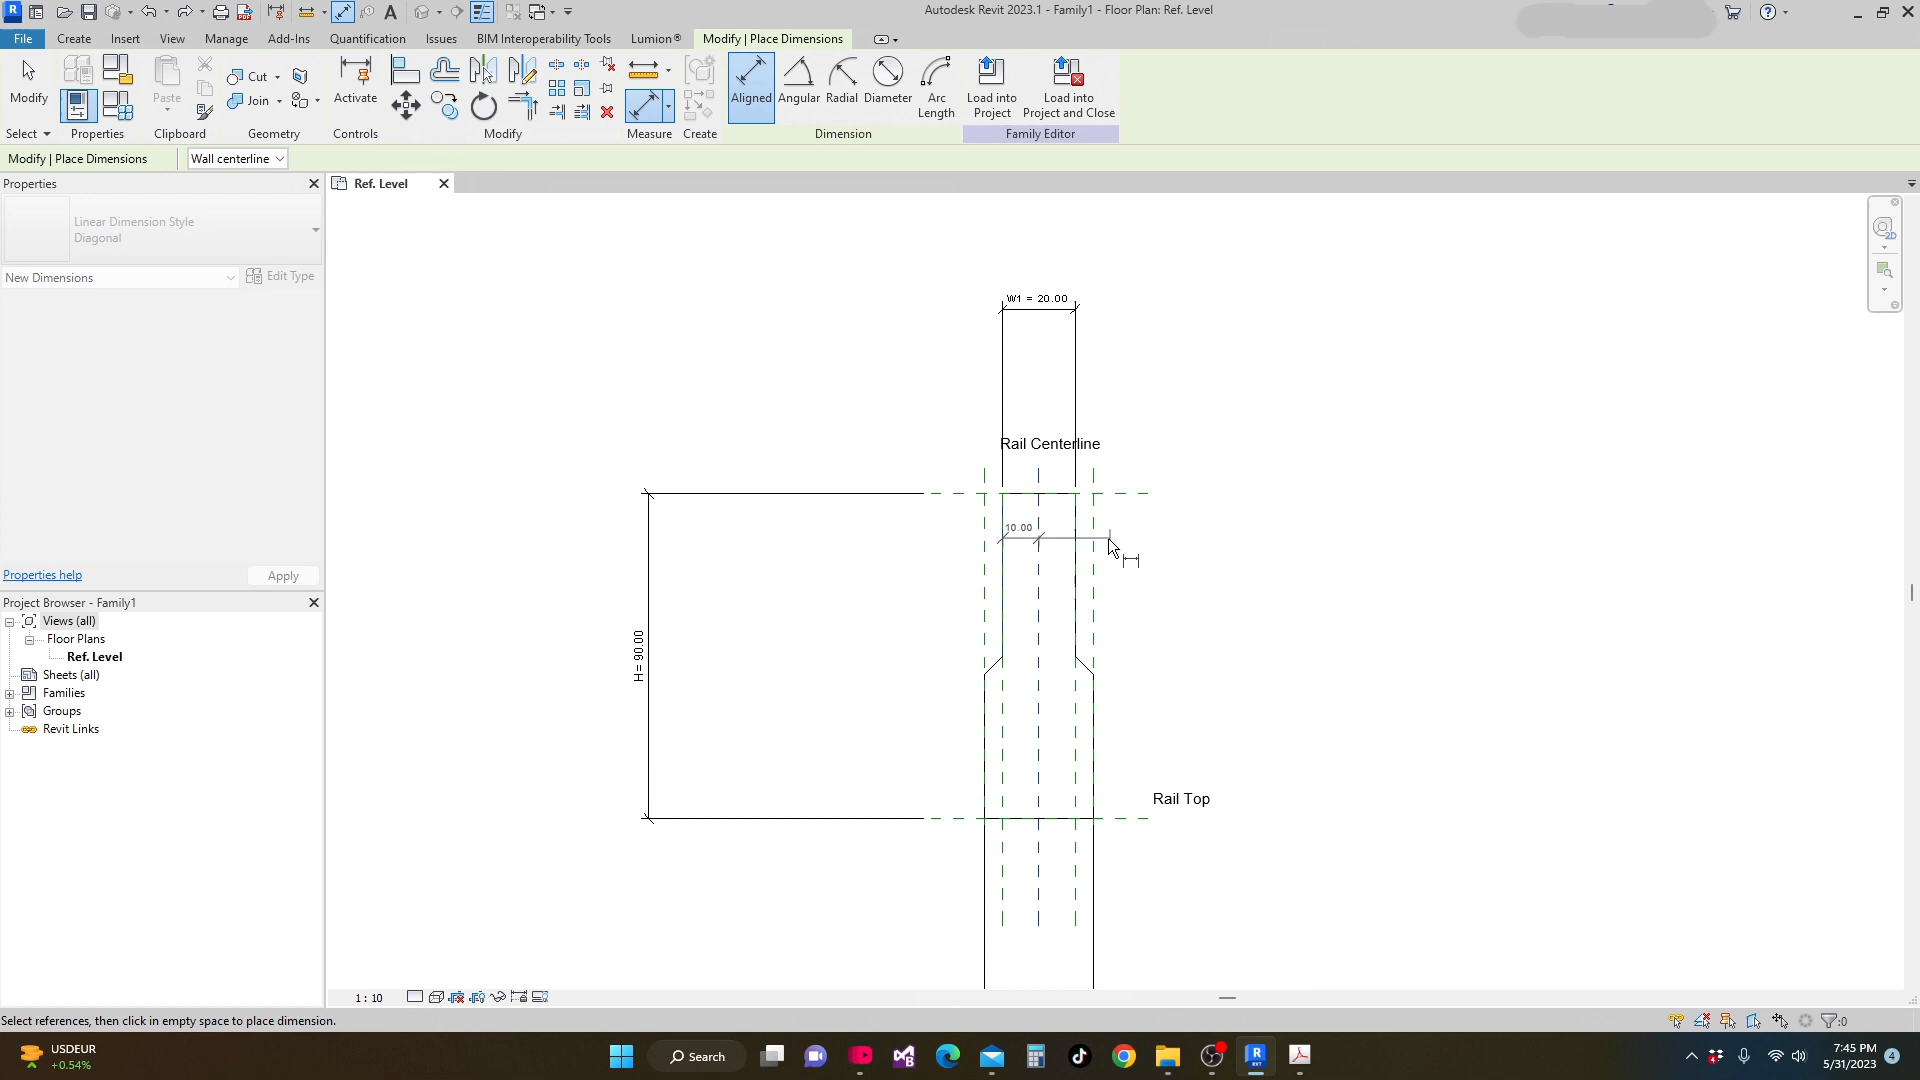 Autodesk Revit 2023.1 - Family1 - Floor Plan: Ref. Level
File Create Insert View Manage Add-Ins Quantification Issues BIM Interoperability Tools Lumion® Modify | Place Dimensions
Modify Paste Cut Join Activate Aligned Angular Radial Diameter Arc Length Load into Project Load into Project and Close
Select Properties Clipboard Geometry Controls Modify Measure Create Dimension Family Editor
Modify | Place Dimensions Wall centerline
Properties
Ref. Level
Linear Dimension Style
Diagonal
New Dimensions Edit Type
W1 = 20.00
Rail Centerline
10.00
H = 90.00
Rail Top
Properties help Apply
Project Browser - Family1
Views (all)
Floor Plans
Ref. Level
Sheets (all)
Families
Groups
Revit Links
1 : 10
Select references, then click in empty space to place dimension.
:0
USDEUR
+0.54%
Search
7:45 PM
5/31/2023
4